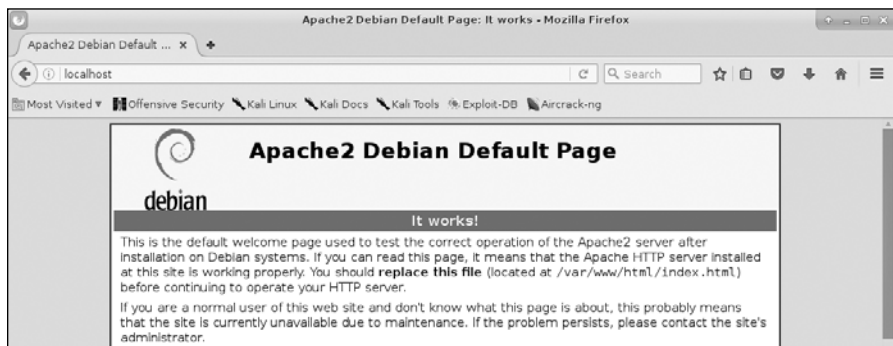 Apache2 Debian Default Page: It works - Mozilla Firefox
Apache2 Debian Default ...
localhost
Search
Most Visited
Offensive Security
Kali Linux
Kali Docs
Kali Tools
Exploit-DB
Aircrack-ng
debian
Apache2 Debian Default Page
It works!
This is the default welcome page used to test the correct operation of the Apache2 server after
installation on Debian systems. If you can read this page, it means that the Apache HTTP server installed
at this site is working properly. You should replace this file (located at /var/www/html/index.html)
before continuing to operate your HTTP server.
If you are a normal user of this web site and don't know what this page is about, this probably means
that the site is currently unavailable due to maintenance. If the problem persists, please contact the site's
administrator.